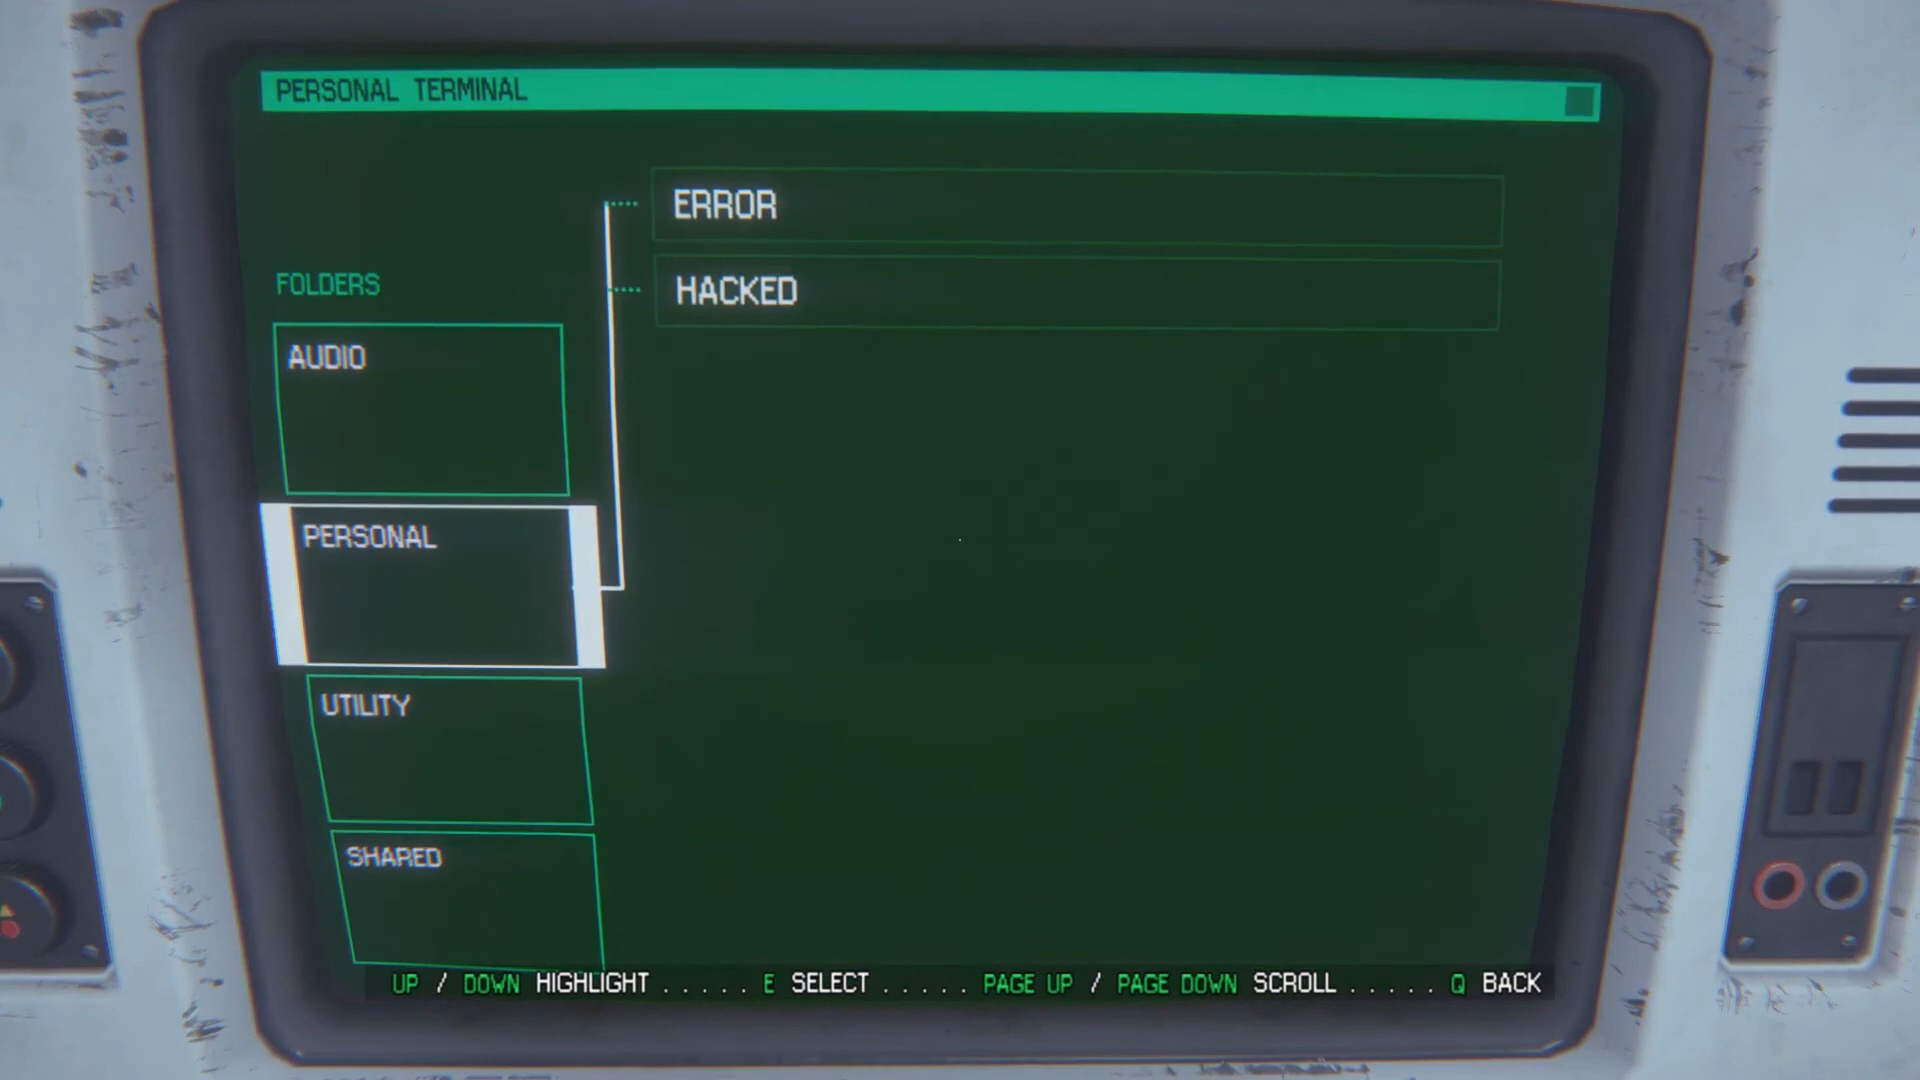 PERSONAL TERMINAL
ERROR
HACKED
FOLDERS
AUDIO
PERSONAL
UTILITY
SHARED
UP / DOWN HIGHLIGHT ..... E SELECT ..... PAGE UP / PAGE DOWN SCROLL ..... Q BACK